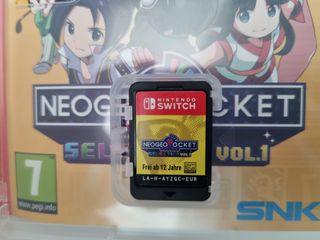 NINTENDO
SWITCH
NEOGEO POCKET
NEOGEO POCKET
SELECTION VOL.1
VOL.1
Frei ab 12 Jahre
7
www.pegi.info
LA-H-AYZGC-EUR
SNK